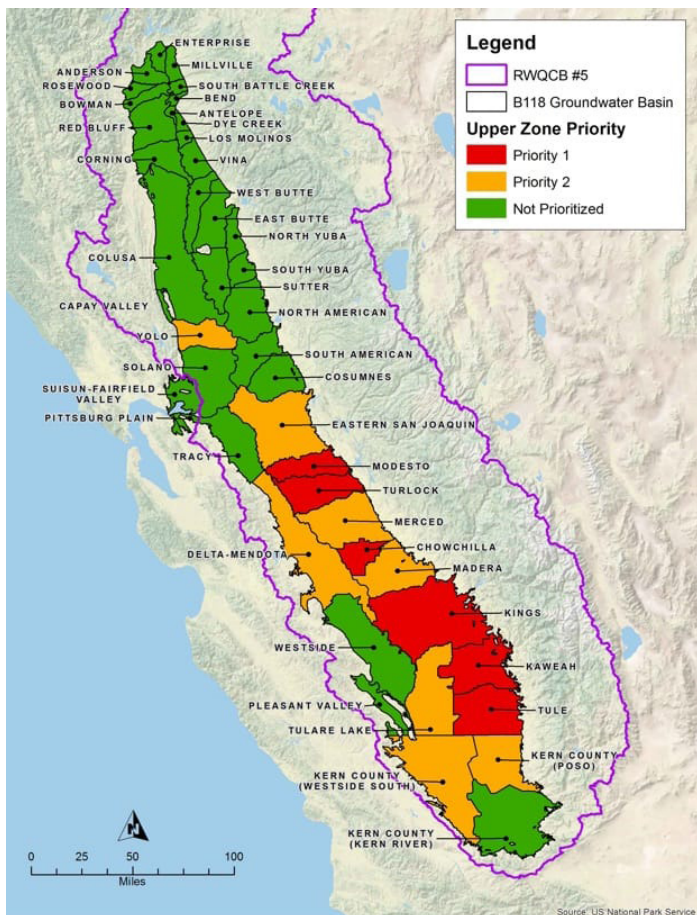 Legend
RWQCB #5
B118 Groundwater Basin
Upper Zone Priority
Priority 1
Priority 2
Not Prioritized
ENTERPRISE
ANDERSON
MILLVILLE
ROSEWOOD
SOUTH BATTLE CREEK
BOWMAN
BEND
ANTELOPE
RED BLUFF
DYE CREEK
LOS MOLINOS
CORNING
VINA
WEST BUTTE
EAST BUTTE
NORTH YUBA
COLUSA
SOUTH YUBA
SUTTER
CAPAY VALLEY
NORTH AMERICAN
YOLO
SOUTH AMERICAN
SOLANO
COSUMNES
SUISUN-FAIRFIELD
VALLEY
PITTSBURG PLAIN
EASTERN SAN JOAQUIN
TRACY
MODESTO
TURLOCK
MERCED
DELTA-MENDOTA
CHOWCHILLA
MADERA
KINGS
WESTSIDE
KAWEAH
PLEASANT VALLEY
TULE
TULARE LAKE
KERN COUNTY
(POSO)
KERN COUNTY
(WESTSIDE SOUTH)
KERN COUNTY
(KERN RIVER)
N
0 25 50 100
Miles
Source: US National Park Service